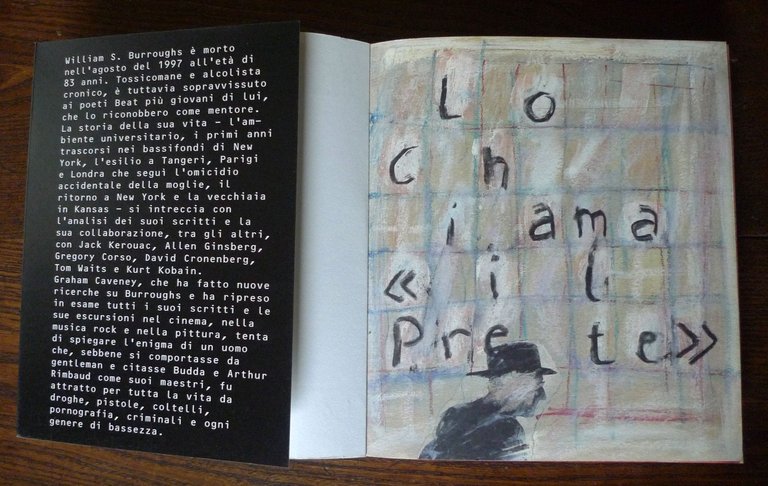 William S. Burroughs è morto
nell'agosto del 1997 all'età di
83 anni. Tossicomane e alcolista
cronico, è tuttavia sopravvissuto
ai poeti Beat più giovani di lui,
che lo riconobbero come mentore.
La storia della sua vita – l'am-
biente universitario, i primi anni
trascorsi nei bassifondi di New
York, l'esilio a Tangeri, Parigi
e Londra che seguì l'omicidio
accidentale della moglie, il
ritorno a New York e la vecchiaia
in Kansas – si intreccia con
l'analisi dei suoi scritti e la
sua collaborazione, tra gli altri,
con Jack Kerouac, Allen Ginsberg,
Gregory Corso, David Cronenberg,
Tom Waits e Kurt Kobain.
Graham Caveney, che ha fatto nuove
ricerche su Burroughs e ha ripreso
in esame tutti i suoi scritti e le
sue escursioni nel cinema, nella
musica rock e nella pittura, tenta
di spiegare l'enigma di un uomo
che, sebbene si comportasse da
gentleman e citasse Budda e Arthur
Rimbaud come suoi maestri, fu
attratto per tutta la vita da
droghe, pistole, coltelli,
pornografia, criminali e ogni
genere di bassezza.
Lo
Ch
iama
«il
Prete»